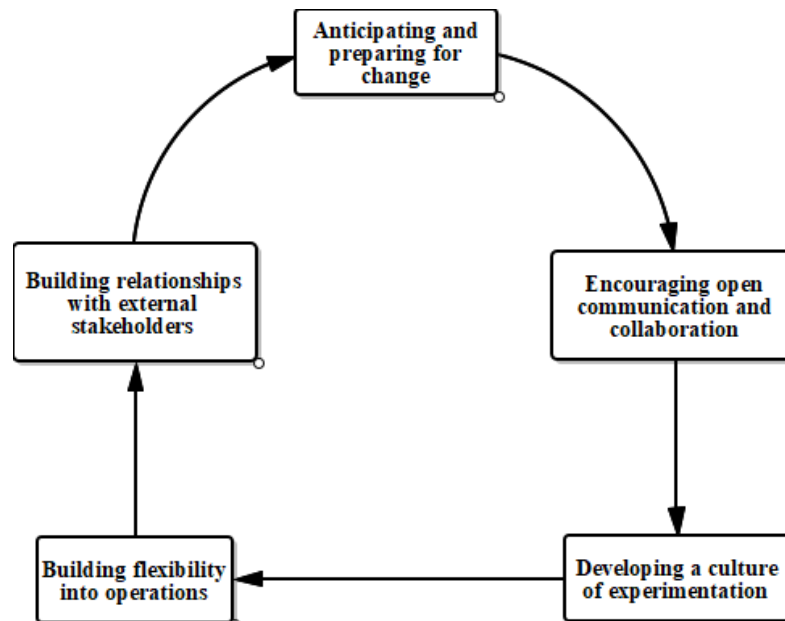 Anticipating and
preparing for
change
Encouraging open
communication and
collaboration
Developing a culture
of experimentation
Building flexibility
into operations
Building relationships
with external
stakeholders